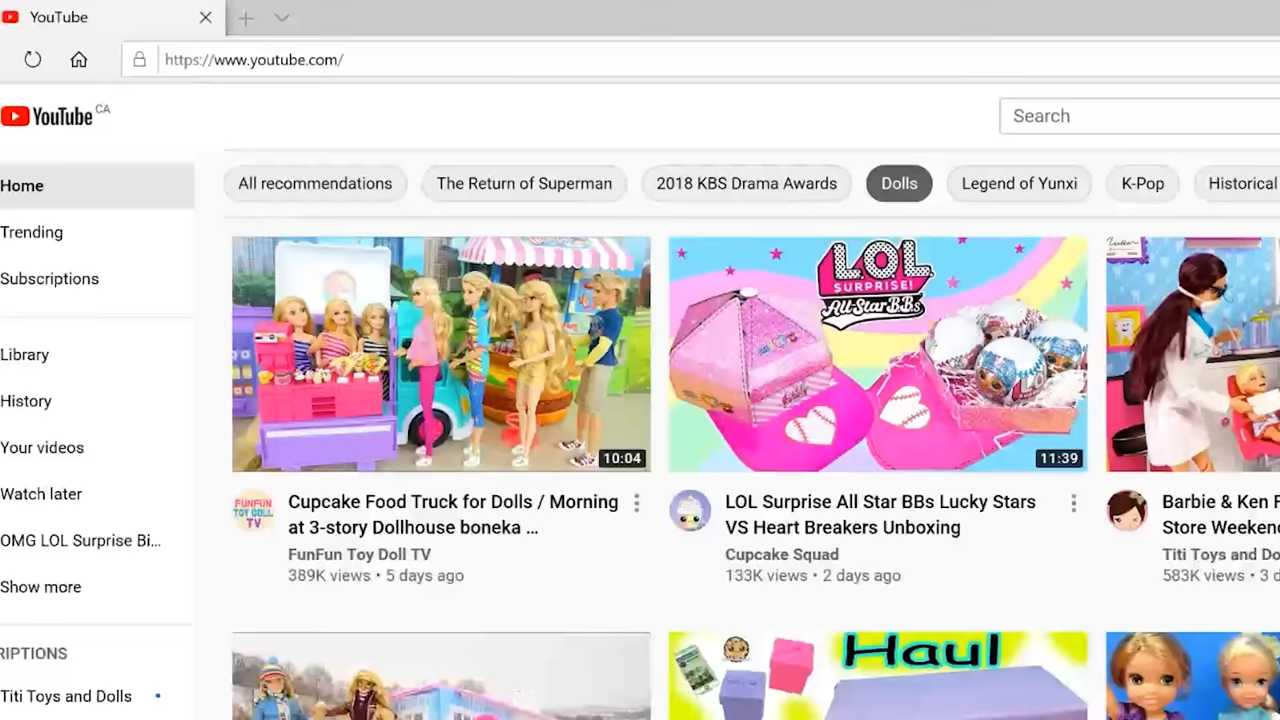 YouTube
https://www.youtube.com/
YouTube CA
Search
Home
All recommendations
The Return of Superman
2018 KBS Drama Awards
Dolls
Legend of Yunxi
K-Pop
Historical
Trending
Subscriptions
Library
History
Your videos
Watch later
OMG LOL Surprise Bi...
Show more
RIPTIONS
Titi Toys and Dolls
LOL
SURPRISE!
All-Star BBs
10:04
11:39
FUNFUN
TOY DOLL
TV
Cupcake Food Truck for Dolls / Morning
at 3-story Dollhouse boneka ...
FunFun Toy Doll TV
389K views • 5 days ago
LOL Surprise All Star BBs Lucky Stars
VS Heart Breakers Unboxing
Cupcake Squad
133K views • 2 days ago
Barbie & Ken F
Store Weekend
Titi Toys and Do
583K views • 3 d
Haul